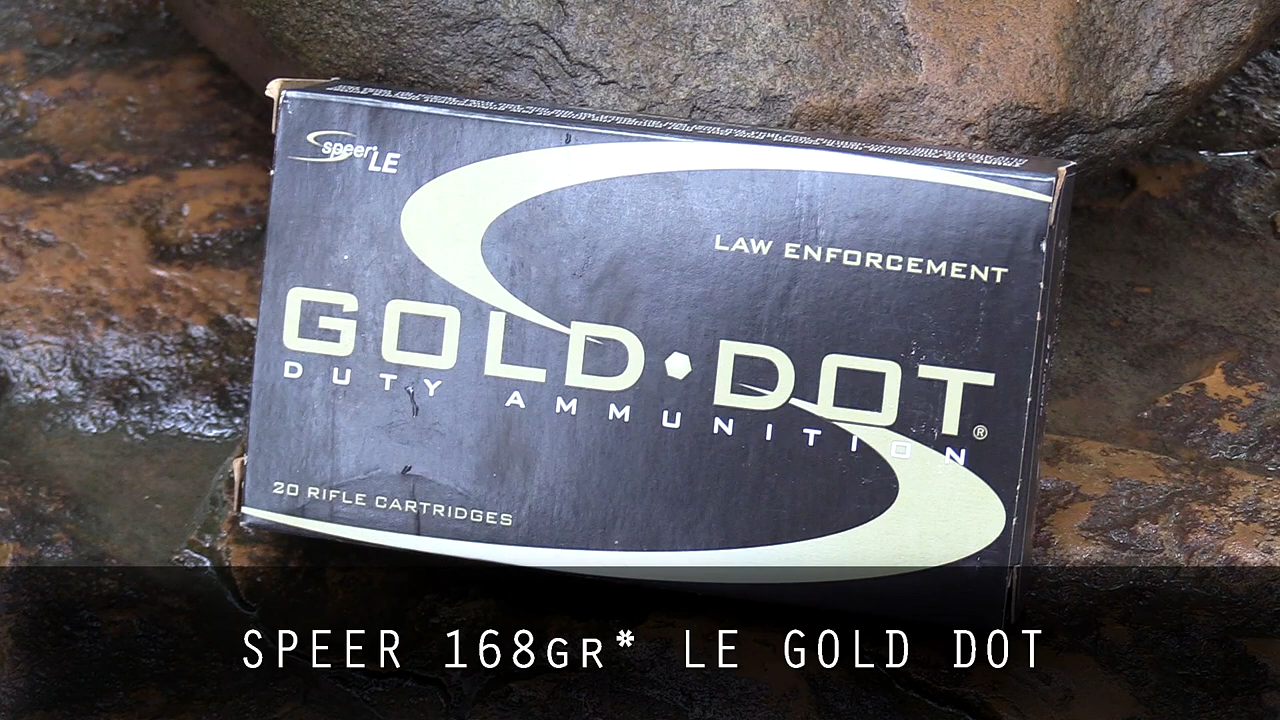 speer LE
LAW ENFORCEMENT
GOLD DOT®
DUTY AMMUNITION
20 RIFLE CARTRIDGES
SPEER 168GR* LE GOLD DOT